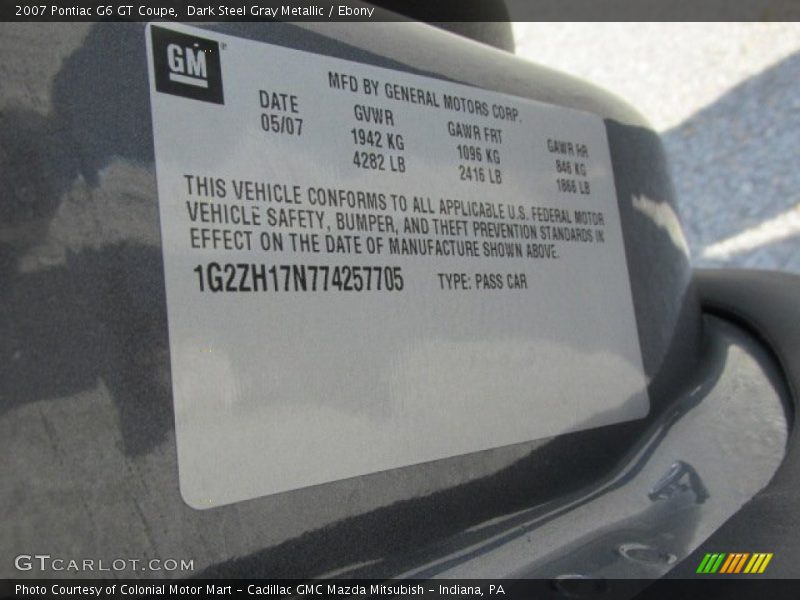 2007 Pontiac G6 GT Coupe, Dark Steel Gray Metallic / Ebony
GM
MFD BY GENERAL MOTORS CORP.
DATE GVWR GAWR FRT GAWR RR
05/07 1942 KG 1096 KG 846 KG
4282 LB 2416 LB 1866 LB
THIS VEHICLE CONFORMS TO ALL APPLICABLE U.S. FEDERAL MOTOR
VEHICLE SAFETY, BUMPER, AND THEFT PREVENTION STANDARDS IN
EFFECT ON THE DATE OF MANUFACTURE SHOWN ABOVE.
1G2ZH17N774257705 TYPE: PASS CAR
GTCARLOT.COM
Photo Courtesy of Colonial Motor Mart - Cadillac GMC Mazda Mitsubish - Indiana, PA